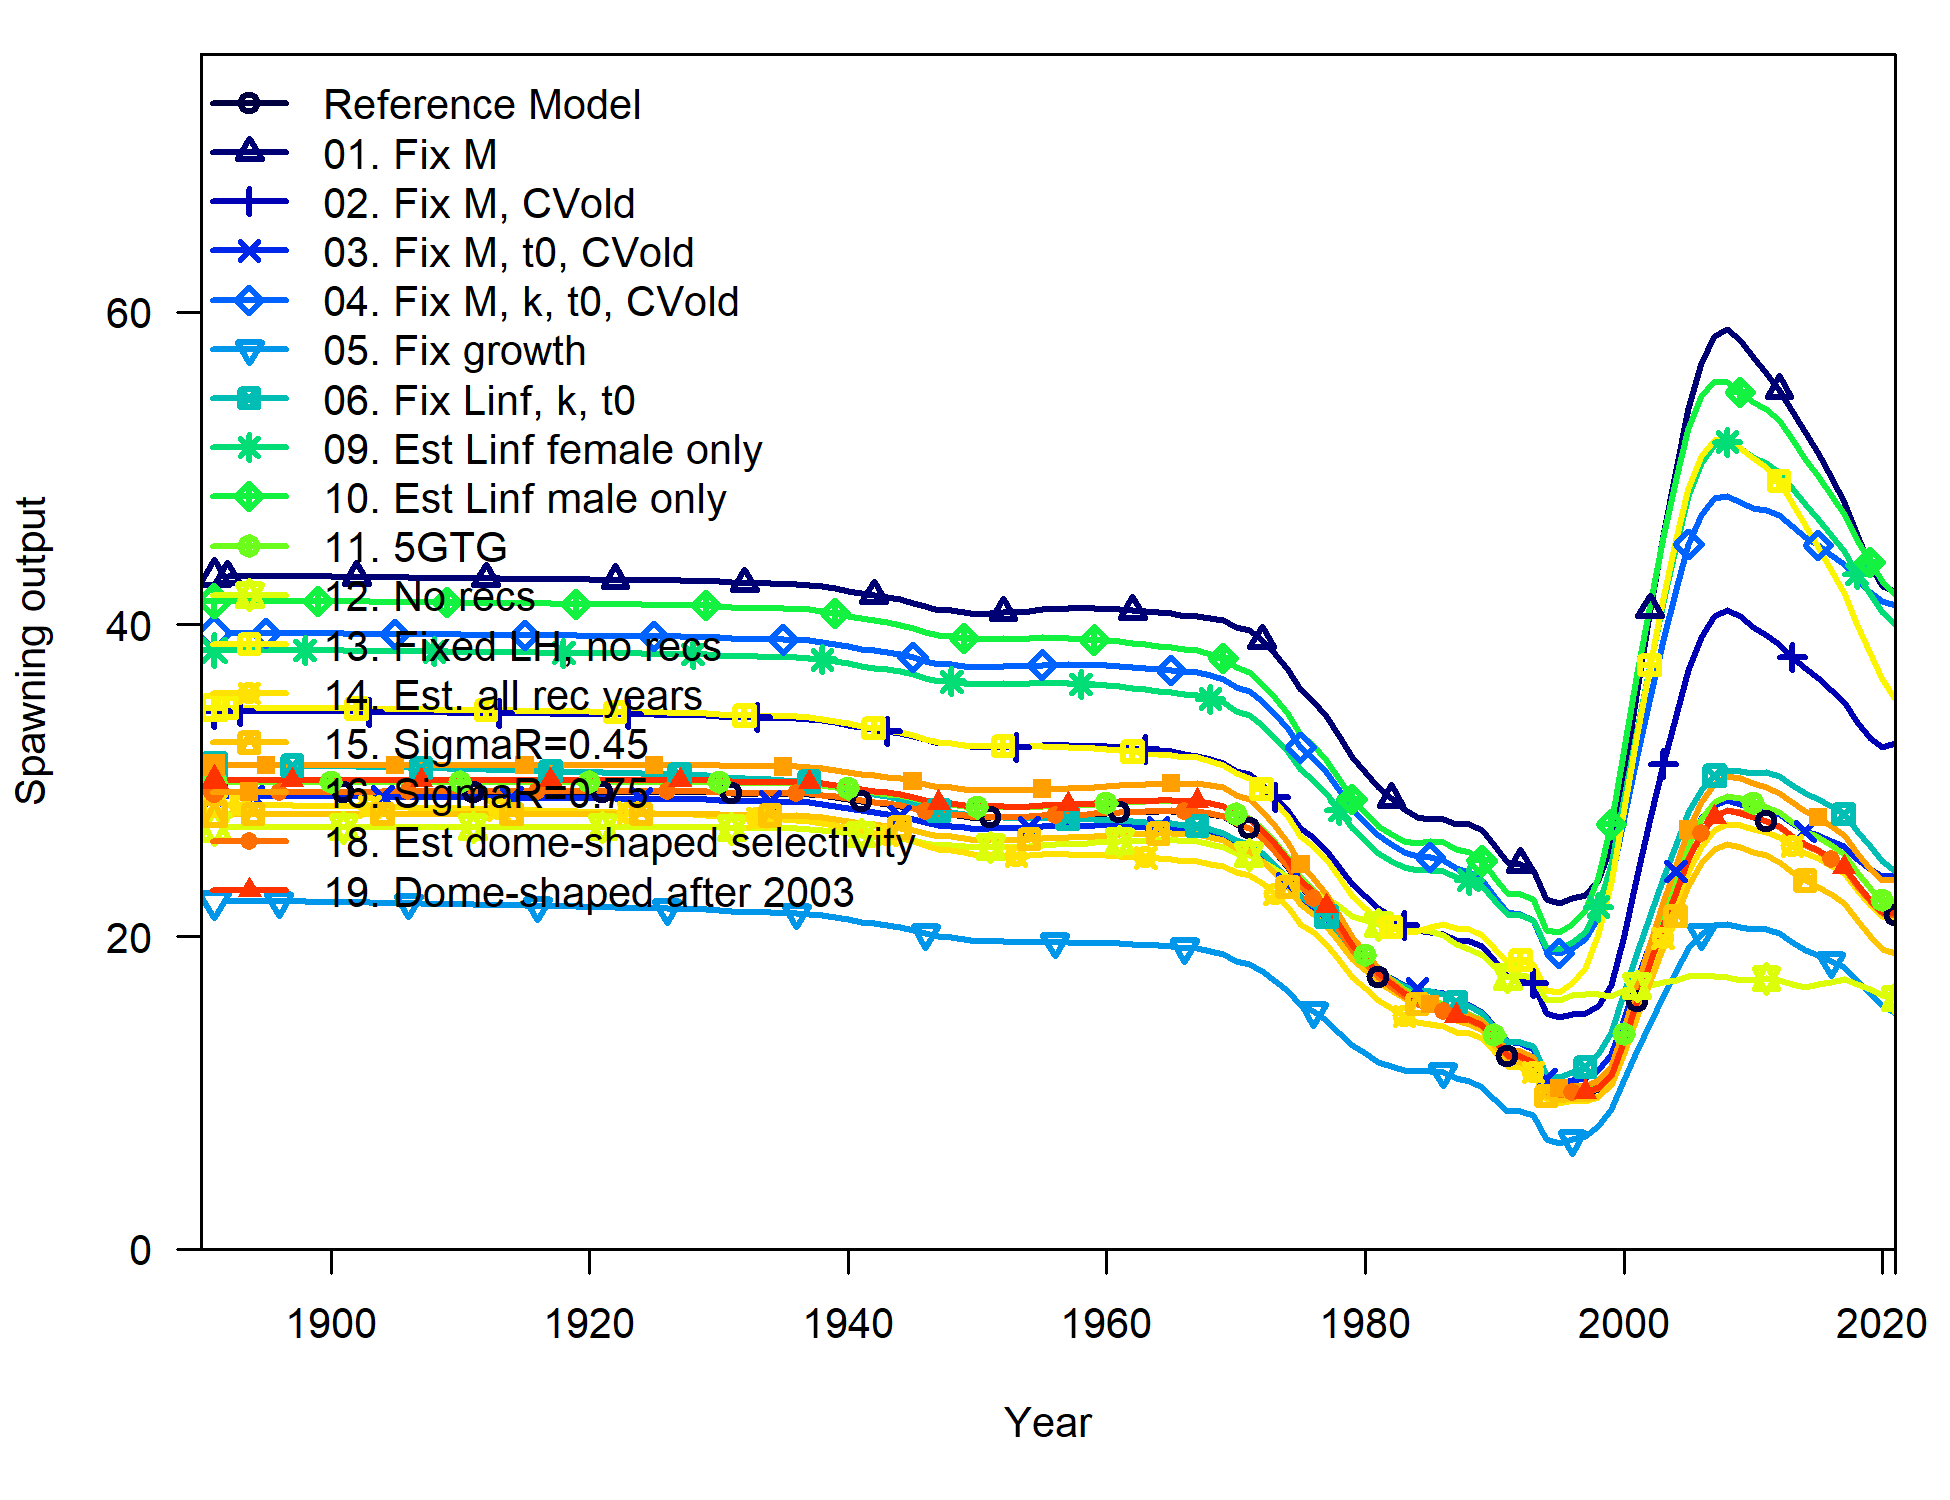 Reference Model
01. Fix M
02. Fix M, CVold
03. Fix M, t0, CVold
04. Fix M, k, t0, CVold
05. Fix growth
06. Fix Linf, k, t0
09. Est Linf female only
10. Est Linf male only
11. 5GTG
12. No recs
13. Fixed LH, no recs
14. Est. all rec years
15. SigmaR=0.45
16. SigmaR=0.75
18. Est dome-shaped selectivity
19. Dome-shaped after 2003
Spawning output
60
40
20
0
1900 1920 1940 1960 1980 2000 2020
Year